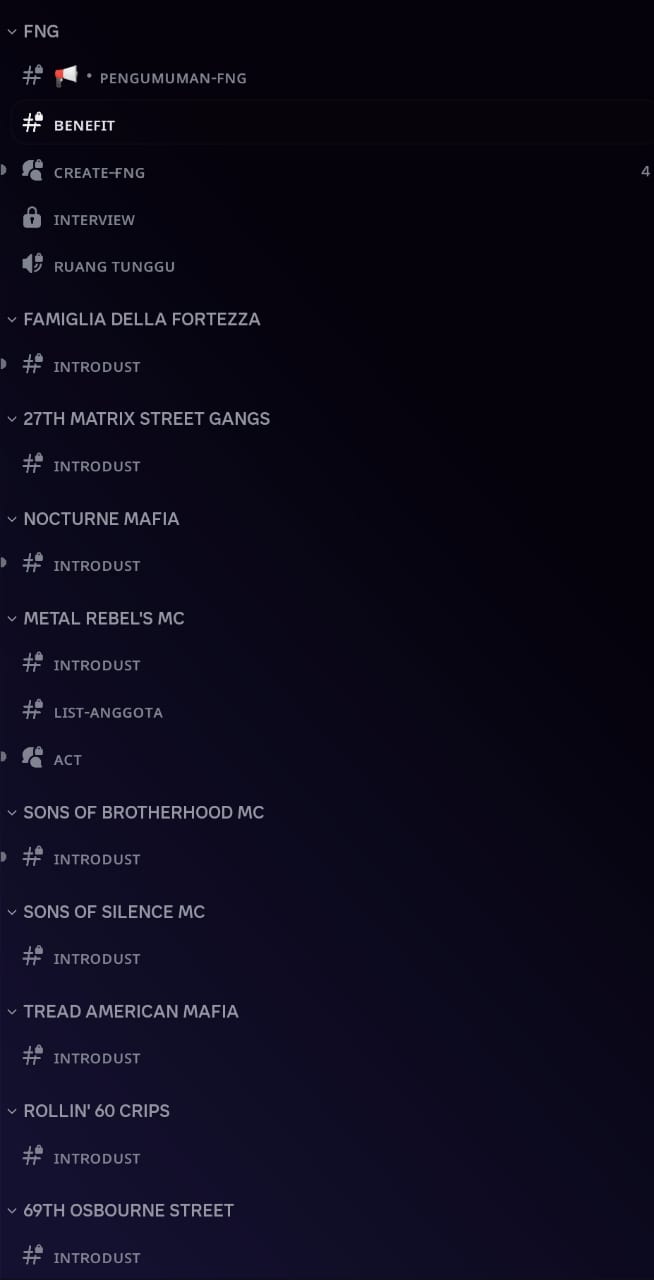 FNG
📢 • PENGUMUMAN-FNG
BENEFIT
CREATE-FNG 4
INTERVIEW
RUANG TUNGGU
FAMIGLIA DELLA FORTEZZA
INTRODUST
27TH MATRIX STREET GANGS
INTRODUST
NOCTURNE MAFIA
INTRODUST
METAL REBEL'S MC
INTRODUST
LIST-ANGGOTA
ACT
SONS OF BROTHERHOOD MC
INTRODUST
SONS OF SILENCE MC
INTRODUST
TREAD AMERICAN MAFIA
INTRODUST
ROLLIN' 60 CRIPS
INTRODUST
69TH OSBOURNE STREET
INTRODUST